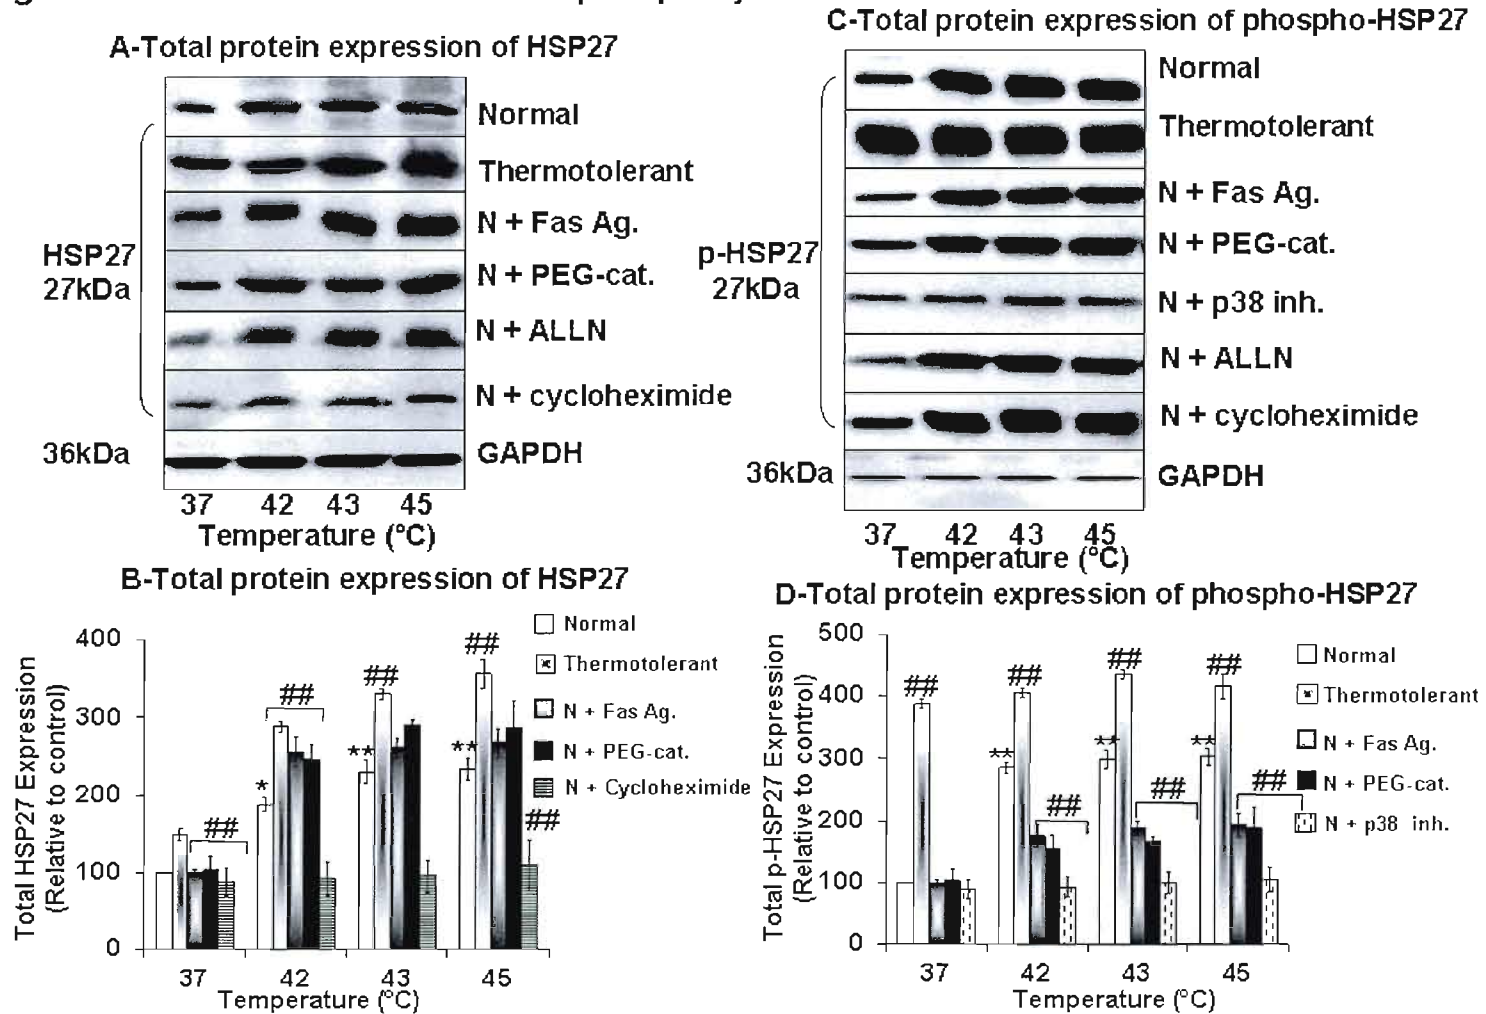 C-Total protein expression of phospho-HSP27
A-Total protein expression of HSP27
Normal
Thermotolerant
N + Fas Ag.
N + PEG-cat.
N + ALLN
N + cycloheximide
GAPDH
HSP27
27kDa
36kDa
37 42 43 45
Temperature (°C)
Normal
Thermotolerant
N + Fas Ag.
N + PEG-cat.
N + p38 inh.
N + ALLN
N + cycloheximide
GAPDH
p-HSP27
27kDa
36kDa
37 42 43 45
Temperature (°C)
B-Total protein expression of HSP27
Total HSP27 Expression
(Relative to control)
400
300
200
100
0
##
*
##
**
##
**
##
##
37 42 43 45
Temperature (°C)
Normal
Thermotolerant
N + Fas Ag.
N + PEG-cat.
N + Cycloheximide
D-Total protein expression of phospho-HSP27
Total p-HSP27 Expression
(Relative to control)
500
400
300
200
100
0
##
**
##
##
**
##
##
**
##
##
37 42 43 45
Temperature (°C)
Normal
Thermotolerant
N + Fas Ag.
N + PEG-cat.
N + p38 inh.